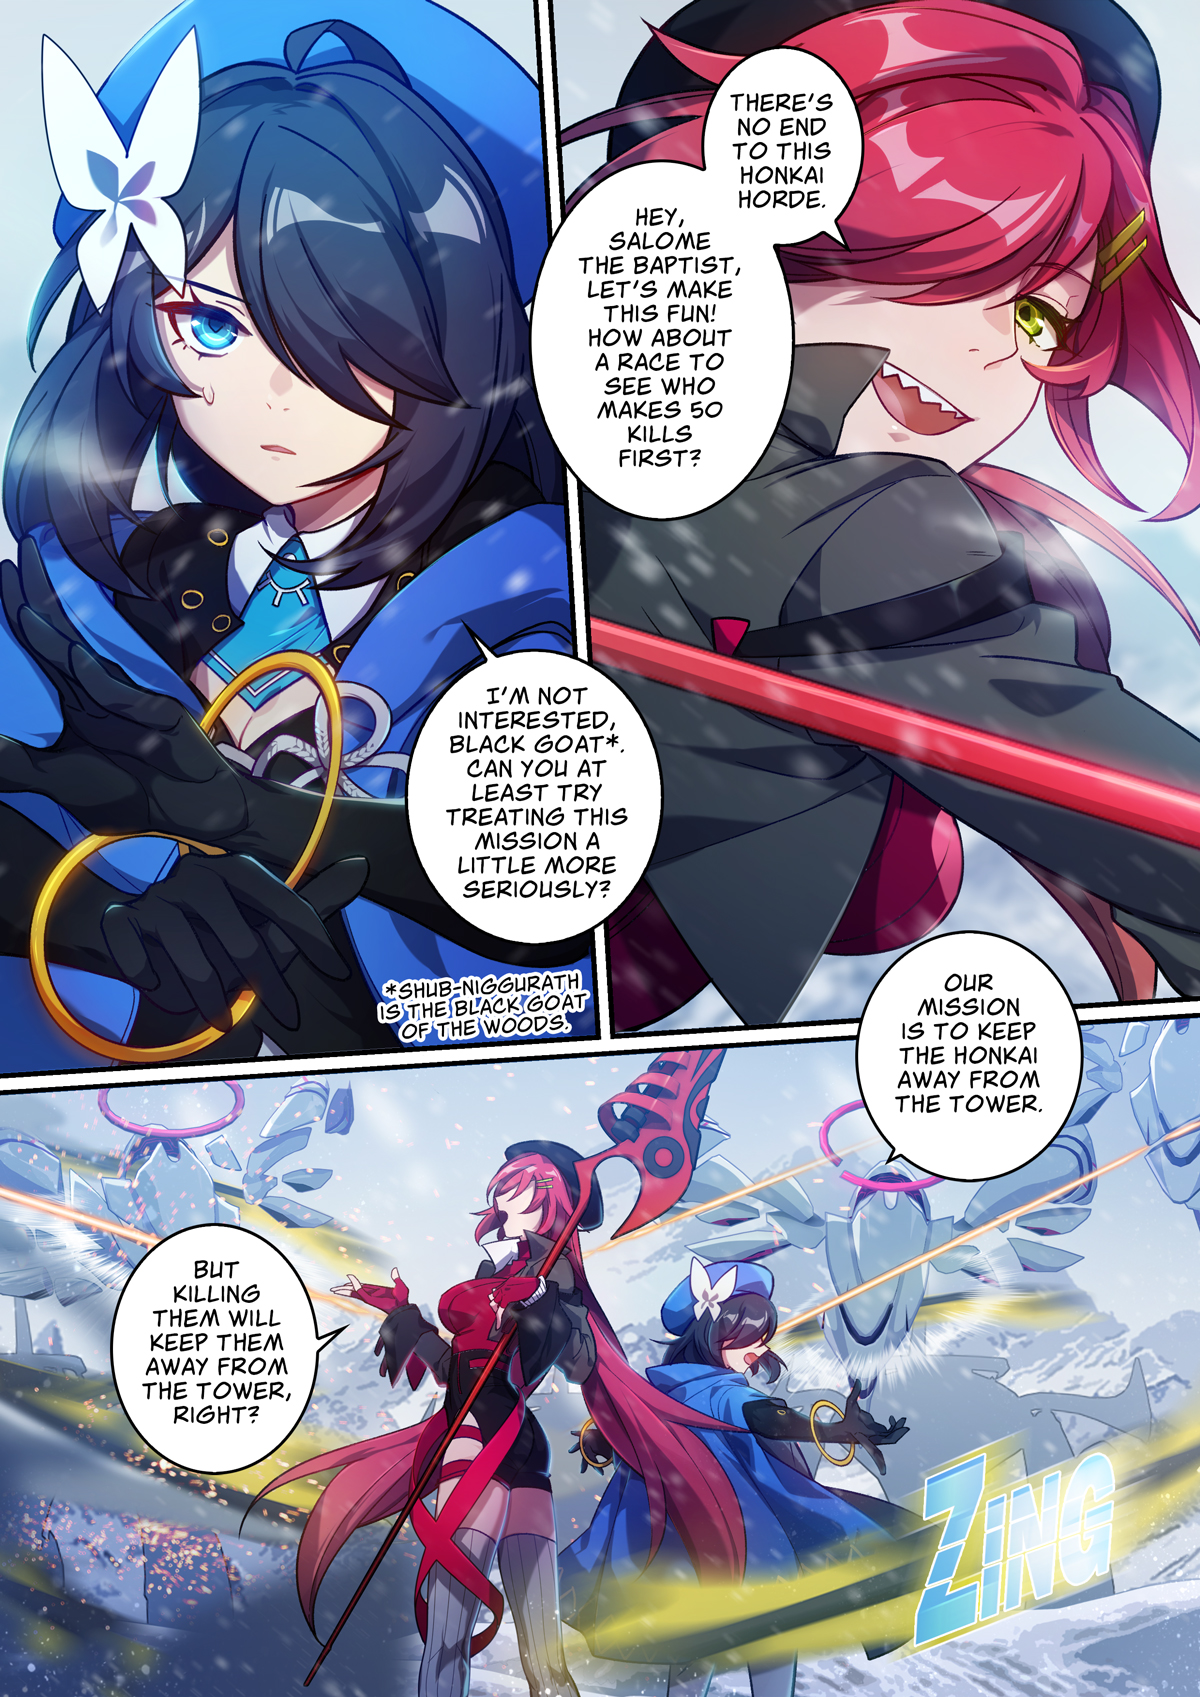 THERE'S
NO END
TO THIS
HONKAI
HORDE.
HEY,
SALOME
THE BAPTIST,
LET'S MAKE
THIS FUN!
HOW ABOUT
A RACE TO
SEE WHO
MAKES 50
KILLS
FIRST?
I'M NOT
INTERESTED,
BLACK GOAT*.
CAN YOU AT
LEAST TRY
TREATING THIS
MISSION A
LITTLE MORE
SERIOUSLY?
*SHUB-NIGGURATH
IS THE BLACK GOAT
OF THE WOODS.
OUR
MISSION
IS TO KEEP
THE HONKAI
AWAY FROM
THE TOWER.
BUT
KILLING
THEM WILL
KEEP THEM
AWAY FROM
THE TOWER,
RIGHT?
ZING